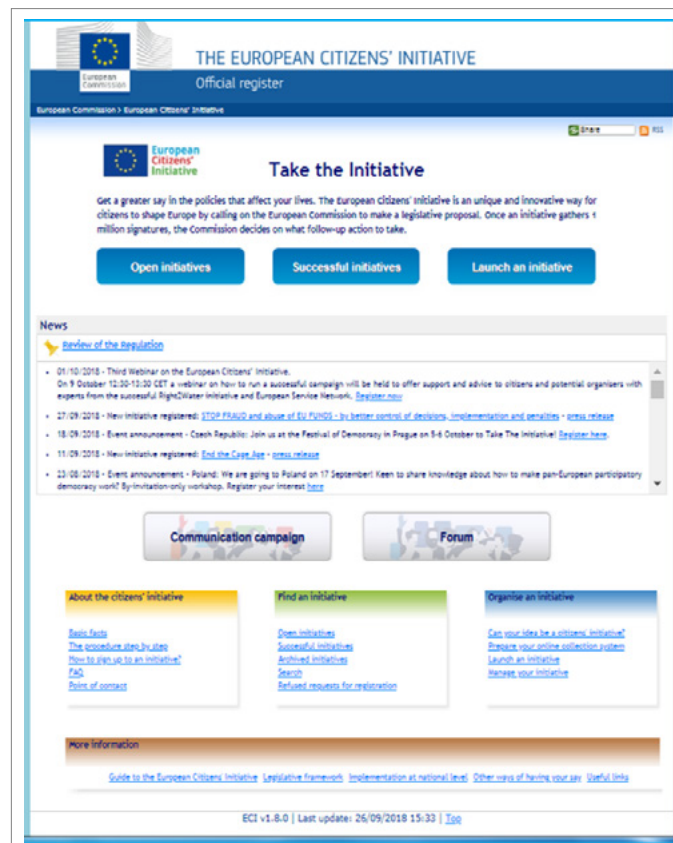 European
Commission
THE EUROPEAN CITIZENS' INITIATIVE
Official register
European Commission > European Citizens' Initiative
Share
RSS
European
Citizens'
Initiative
Take the Initiative
Get a greater say in the policies that affect your lives. The European citizens' initiative is an unique and innovative way for
citizens to shape Europe by calling on the European Commission to make a legislative proposal. Once an initiative gathers 1
million signatures, the Commission decides on what follow-up action to take.
Open initiatives
Successful initiatives
Launch an initiative
News
Review of the Regulation
01/10/2018 - Third Webinar on the European Citizens' Initiative.
On 9 October 12:30-13:30 CET a webinar on how to run a successful campaign will be held to offer support and advice to citizens and potential organisers with
experts from the successful Right2Water initiative and European Service Network. Register now
27/09/2018 - New initiative registered: STOP FRAUD and abuse of EU FUNDS - by better control of decisions, implementation and penalties - press release
18/09/2018 - Event announcement - Czech Republic: Join us at the Festival of Democracy in Prague on 5-6 October to Take The Initiative! Register here.
11/09/2018 - New initiative registered: End the Cage Age - press release
23/08/2018 - Event announcement - Poland: We are going to Poland on 17 September! Keen to share knowledge about how to make pan-European participatory
democracy work? By-invitation-only workshop. Register your interest here
Communication campaign
Forum
About the citizens' initiative
Basic facts
The procedure step by step
How to sign up to an initiative?
FAQ
Point of contact
Find an initiative
Open initiatives
Successful initiatives
Archived initiatives
Search
Refused requests for registration
Organise an initiative
Can your idea be a citizens' initiative?
Prepare your online collection system
Launch an initiative
Manage your initiative
More information
Guide to the European Citizens' Initiative Legislative framework Implementation at national level Other ways of having your say Useful links
ECI v1.8.0 | Last update: 26/09/2018 15:33 | Top